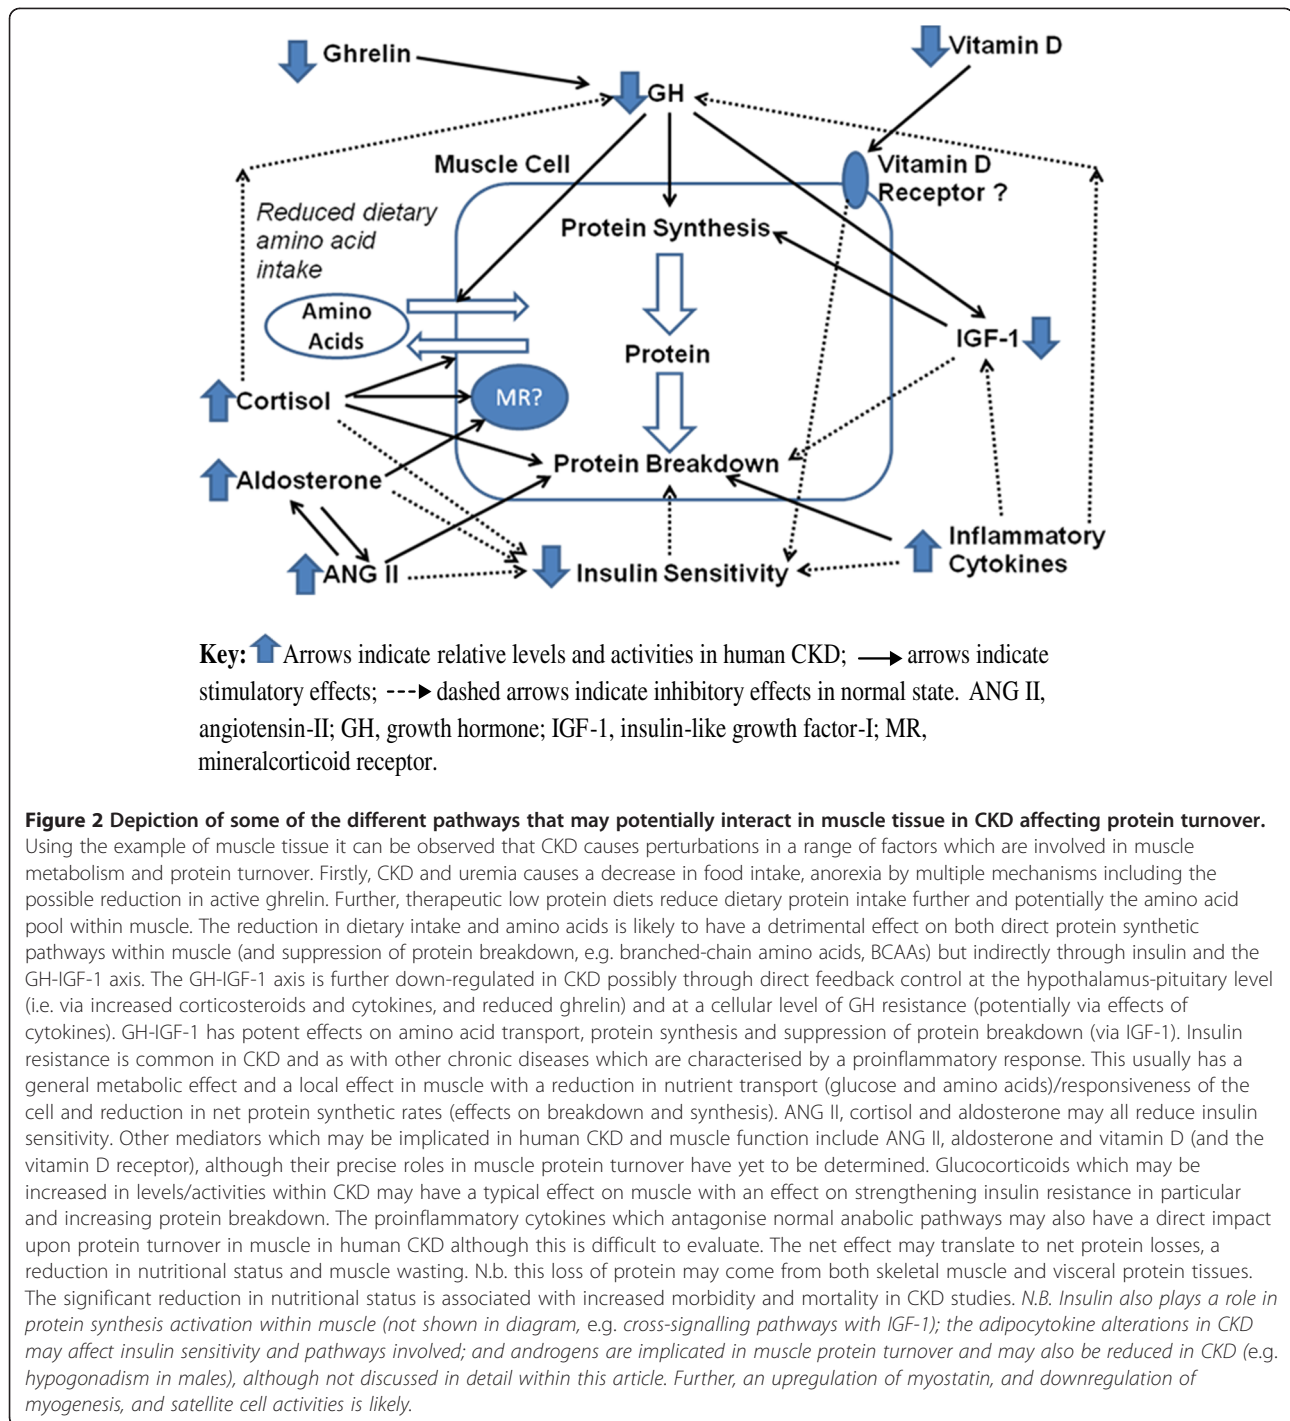 Ghrelin
Vitamin D
GH
Muscle Cell
Vitamin D
Receptor ?
Reduced dietary
amino acid
intake
Protein Synthesis
Amino
Acids
Protein
IGF-1
Cortisol
MR?
Protein Breakdown
Aldosterone
Inflammatory
Cytokines
ANG II
Insulin Sensitivity
Key: Arrows indicate relative levels and activities in human CKD; arrows indicate
stimulatory effects; dashed arrows indicate inhibitory effects in normal state. ANG II,
angiotensin-II; GH, growth hormone; IGF-1, insulin-like growth factor-I; MR,
mineralcorticoid receptor.
Figure 2 Depiction of some of the different pathways that may potentially interact in muscle tissue in CKD affecting protein turnover.
Using the example of muscle tissue it can be observed that CKD causes perturbations in a range of factors which are involved in muscle
metabolism and protein turnover. Firstly, CKD and uremia causes a decrease in food intake, anorexia by multiple mechanisms including the
possible reduction in active ghrelin. Further, therapeutic low protein diets reduce dietary protein intake further and potentially the amino acid
pool within muscle. The reduction in dietary intake and amino acids is likely to have a detrimental effect on both direct protein synthetic
pathways within muscle (and suppression of protein breakdown, e.g. branched-chain amino acids, BCAAs) but indirectly through insulin and the
GH-IGF-1 axis. The GH-IGF-1 axis is further down-regulated in CKD possibly through direct feedback control at the hypothalamus-pituitary level
(i.e. via increased corticosteroids and cytokines, and reduced ghrelin) and at a cellular level of GH resistance (potentially via effects of
cytokines). GH-IGF-1 has potent effects on amino acid transport, protein synthesis and suppression of protein breakdown (via IGF-1). Insulin
resistance is common in CKD and as with other chronic diseases which are characterised by a proinflammatory response. This usually has a
general metabolic effect and a local effect in muscle with a reduction in nutrient transport (glucose and amino acids)/responsiveness of the
cell and reduction in net protein synthetic rates (effects on breakdown and synthesis). ANG II, cortisol and aldosterone may all reduce insulin
sensitivity. Other mediators which may be implicated in human CKD and muscle function include ANG II, aldosterone and vitamin D (and the
vitamin D receptor), although their precise roles in muscle protein turnover have yet to be determined. Glucocorticoids which may be
increased in levels/activities within CKD may have a typical effect on muscle with an effect on strengthening insulin resistance in particular
and increasing protein breakdown. The proinflammatory cytokines which antagonise normal anabolic pathways may also have a direct impact
upon protein turnover in muscle in human CKD although this is difficult to evaluate. The net effect may translate to net protein losses, a
reduction in nutritional status and muscle wasting. N.b. this loss of protein may come from both skeletal muscle and visceral protein tissues.
The significant reduction in nutritional status is associated with increased morbidity and mortality in CKD studies. N.B. Insulin also plays a role in
protein synthesis activation within muscle (not shown in diagram, e.g. cross-signalling pathways with IGF-1); the adipocytokine alterations in CKD
may affect insulin sensitivity and pathways involved; and androgens are implicated in muscle protein turnover and may also be reduced in CKD (e.g.
hypogonadism in males), although not discussed in detail within this article. Further, an upregulation of myostatin, and downregulation of
myogenesis, and satellite cell activities is likely.